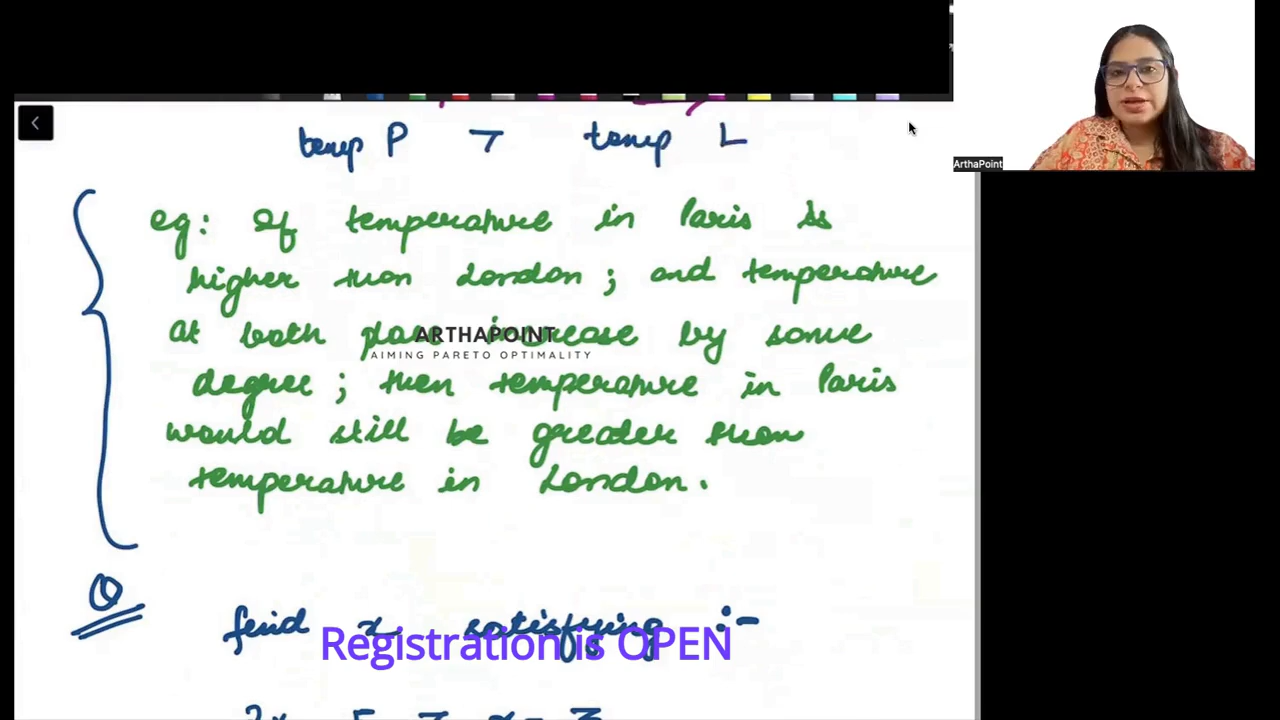 temp P > temp L
ArthaPoint
eg: If temperature in Paris is
higher than London ; and temperature
at both increase by same
degree ; then temperature in Paris
would still be greater than
temperature in London.
ARTHAPOINT
AIMING PARETO OPTIMALITY
Q
find x satisfying :-
Registration is OPEN